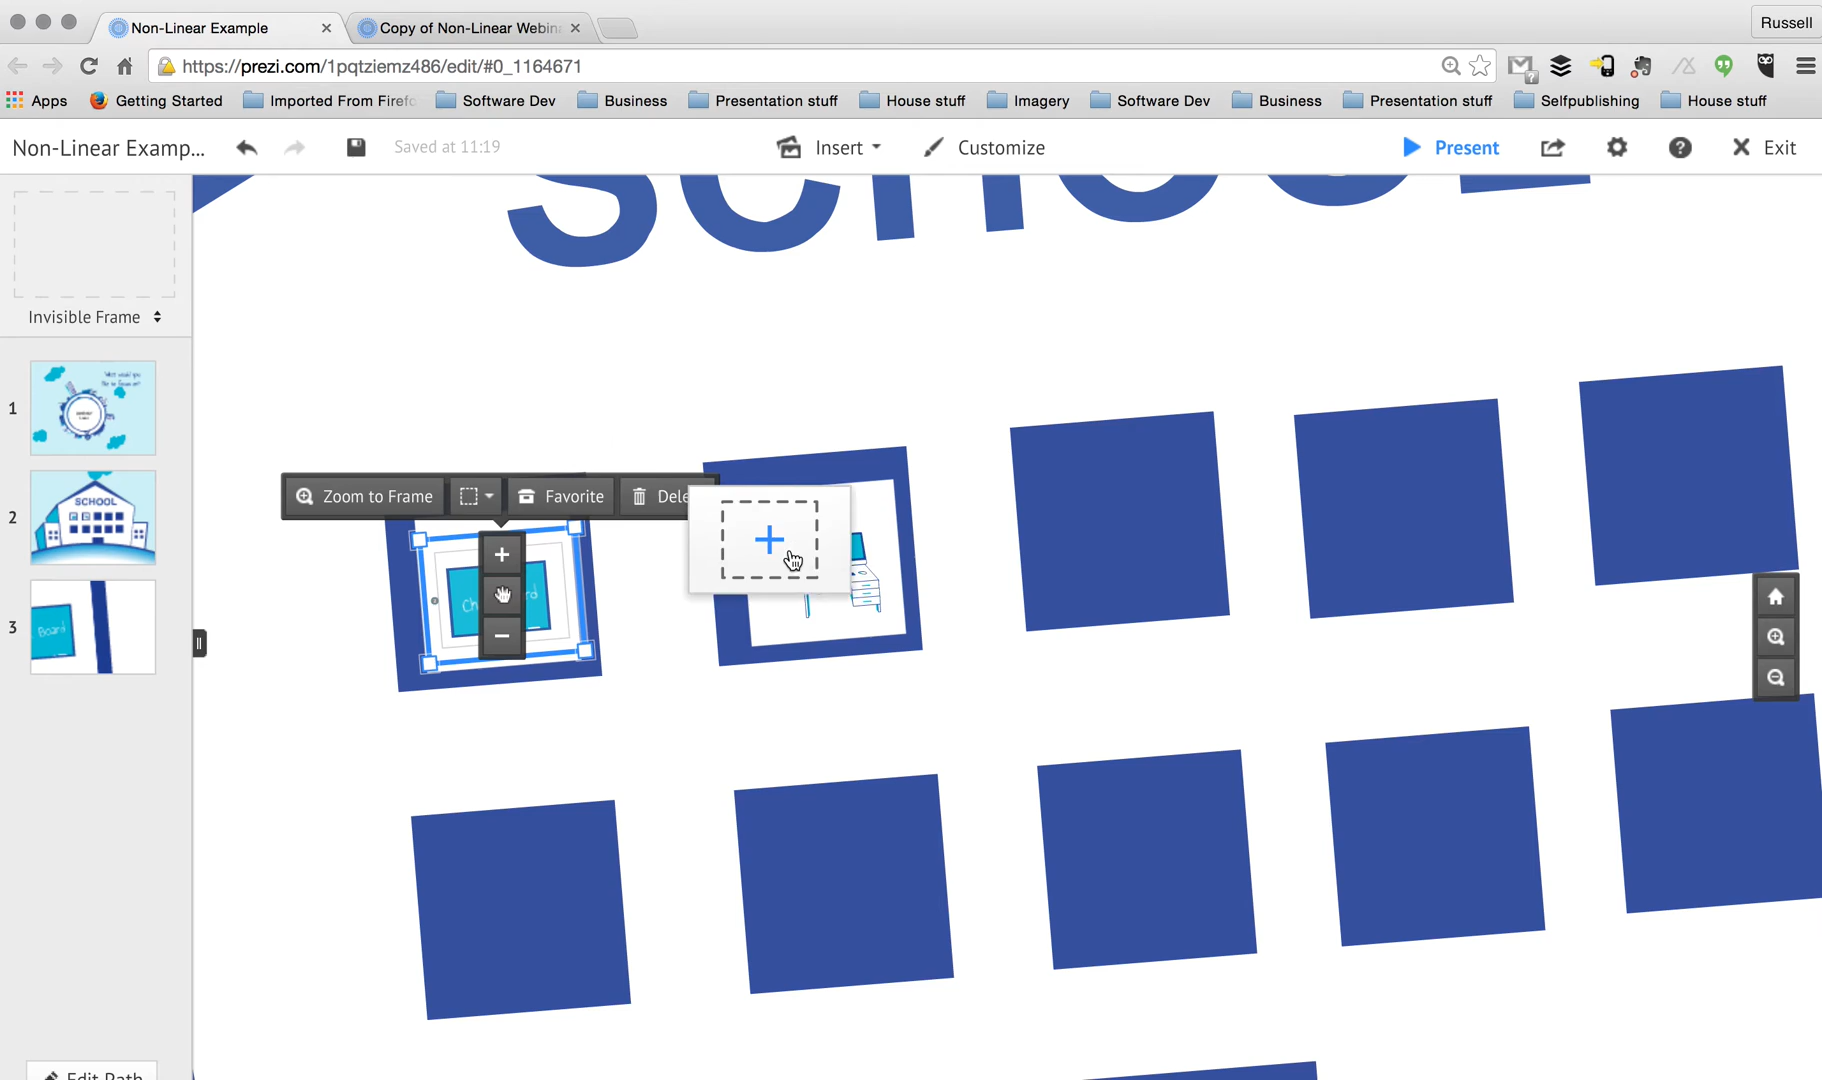 Non-Linear Example
Copy of Non-Linear Webin
Russell
https://prezi.com/1pqtziemz486/edit/#0_1164671
Apps
Getting Started
Imported From Firef
Software Dev
Business
Presentation stuff
House stuff
Imagery
Software Dev
Business
Presentation stuff
Selfpublishing
House stuff
Non-Linear Examp...
Saved at 11:19
Insert
Customize
Present
Exit
SCHOOL
Invisible Frame
1
2
SCHOOL
3
Board
Zoom to Frame
Favorite
Dele
Edit Path